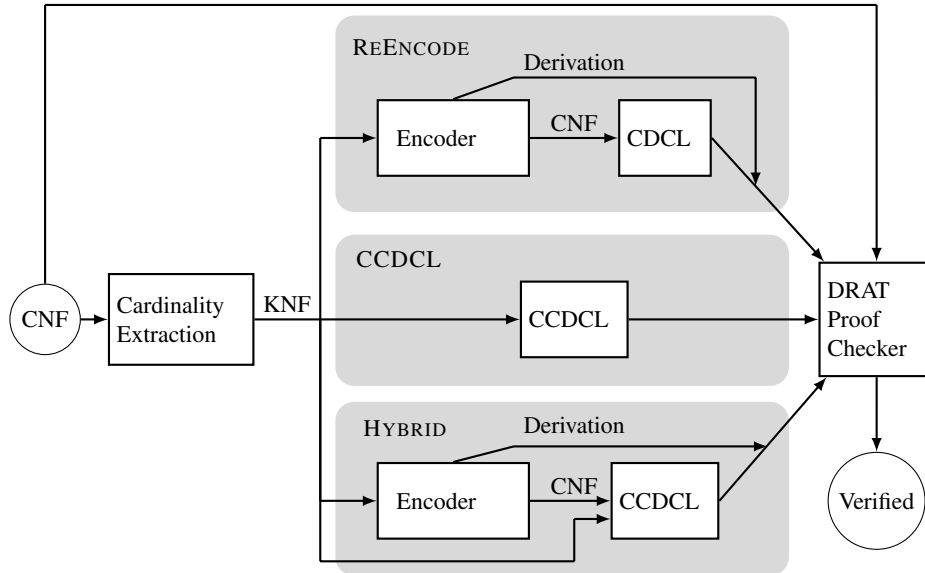 REENCODE
Derivation
Encoder
CNF
CDCL
CCDCL
CNF
Cardinality
Extraction
KNF
CCDCL
DRAT
Proof
Checker
HYBRID
Derivation
Encoder
CNF
CCDCL
Verified